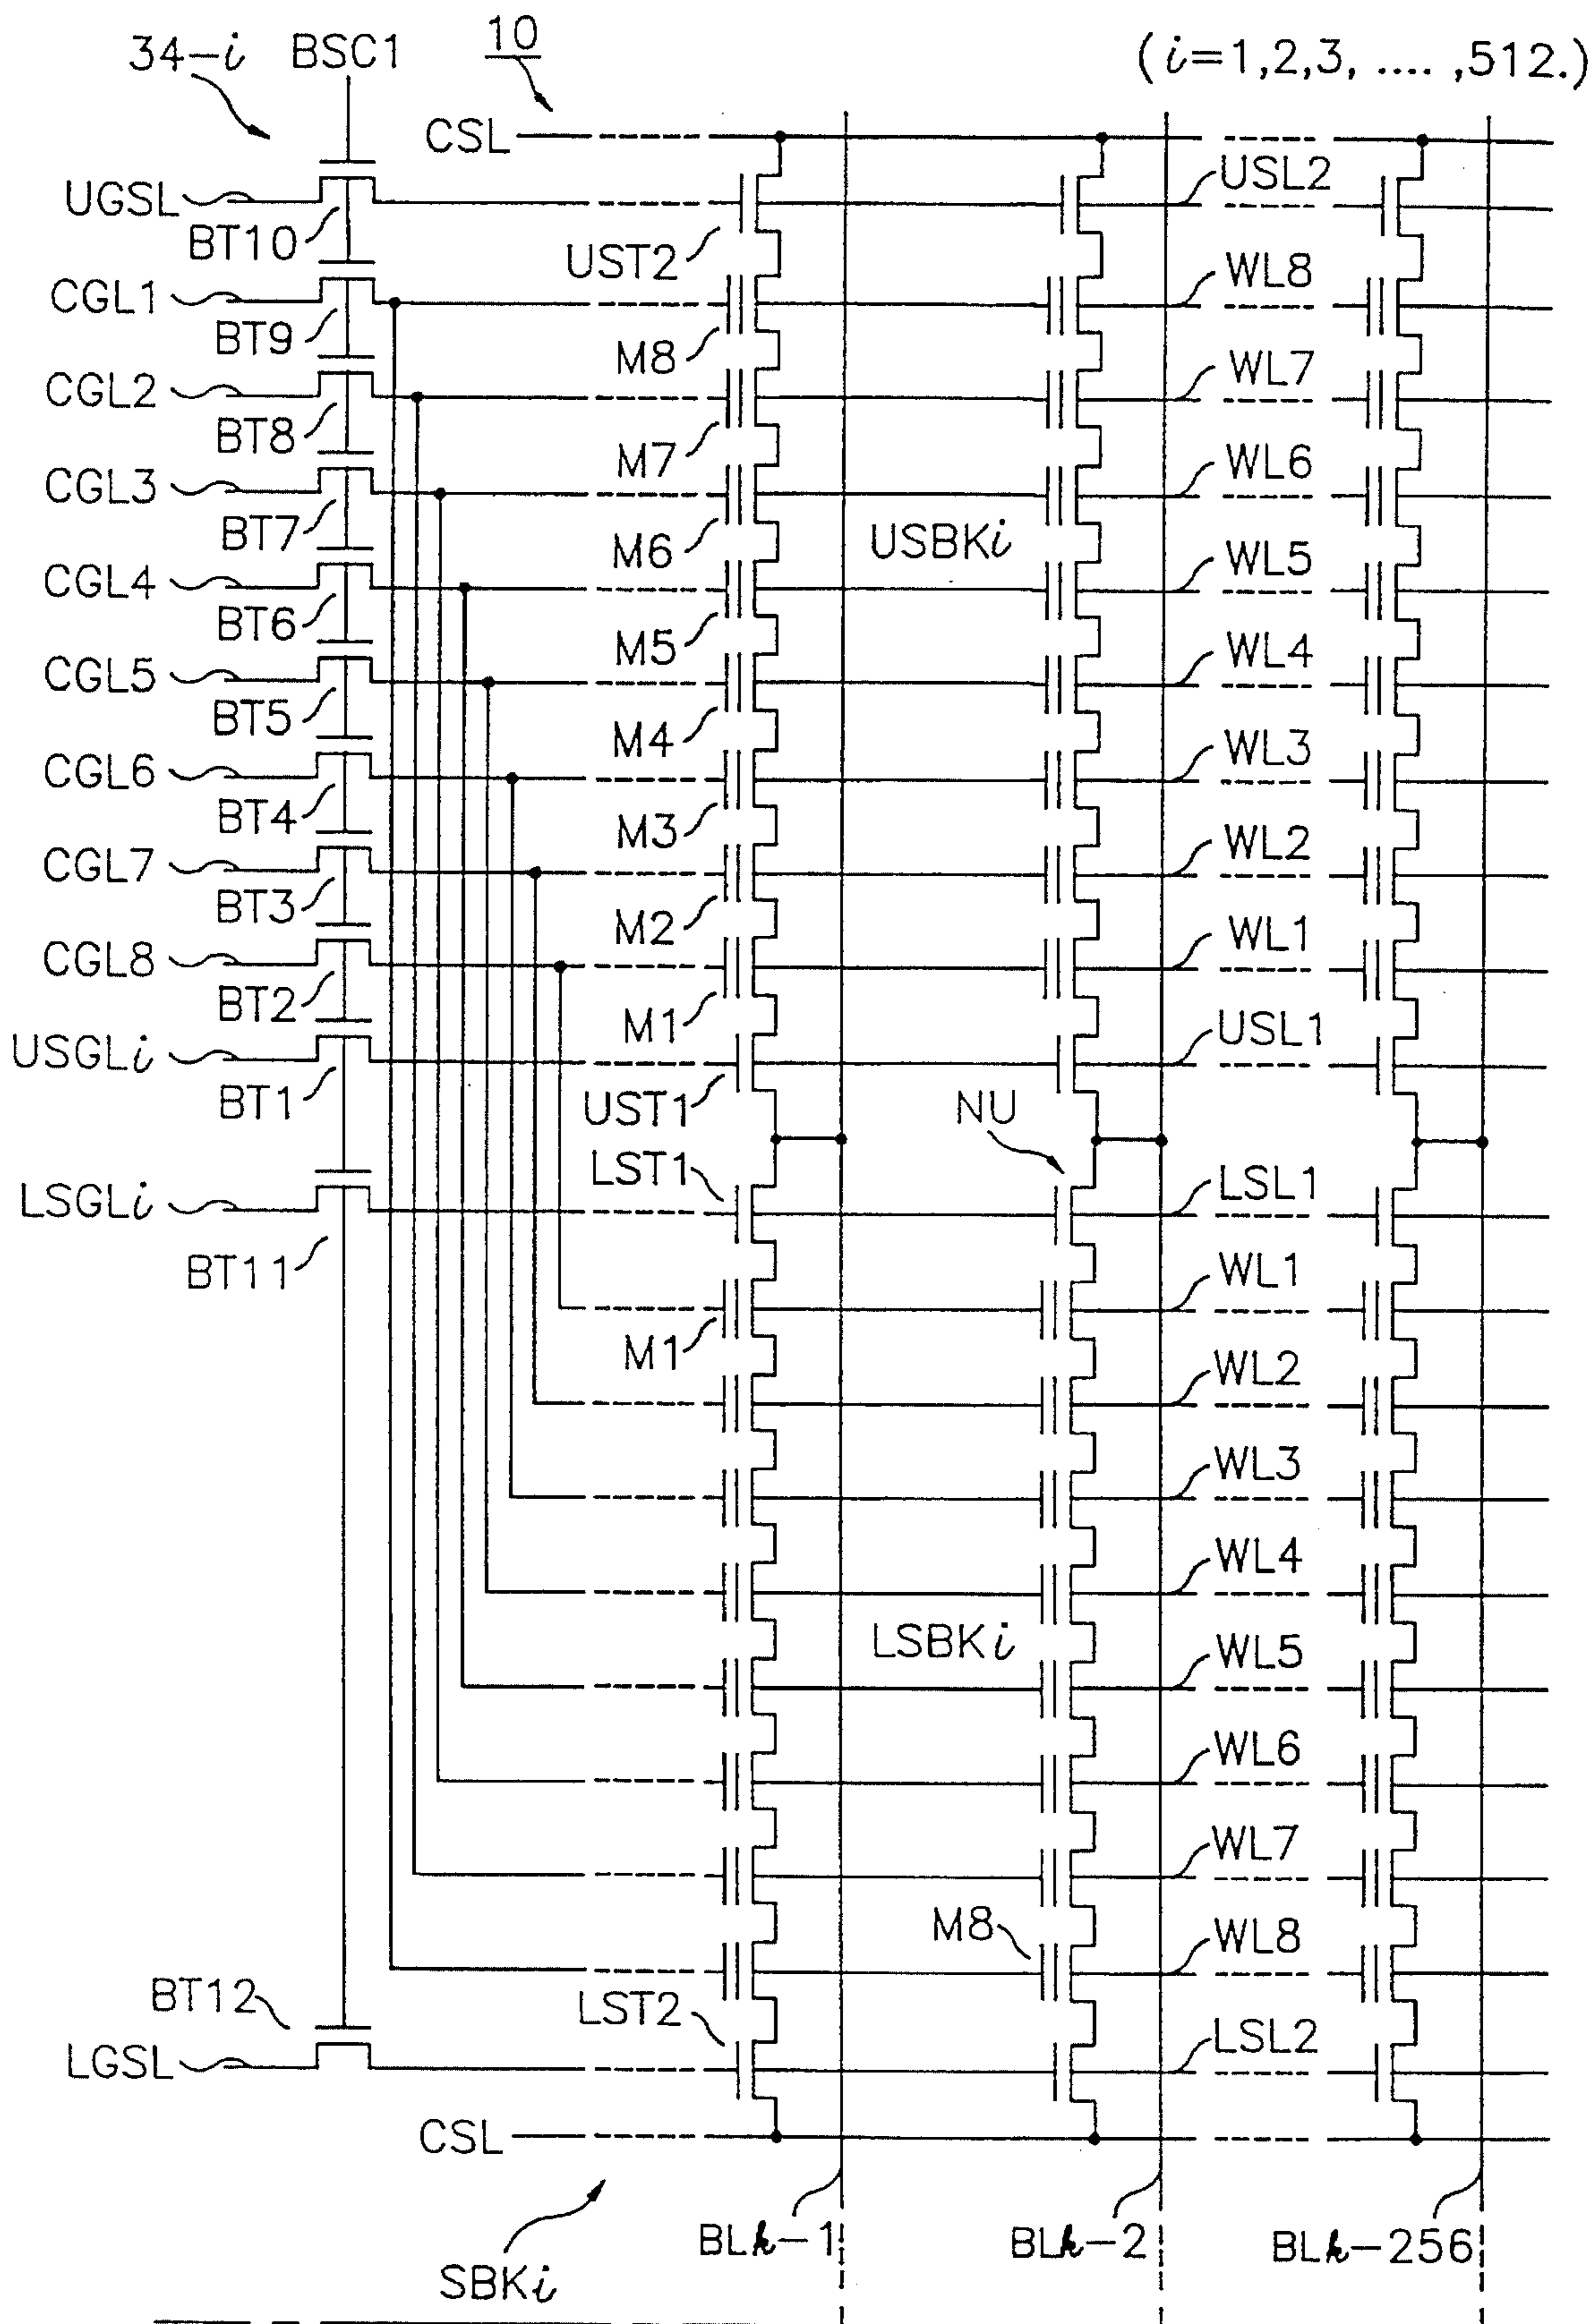 34-i BSC1 10 (i=1,2,3, .... ,512.)
CSL
UGSL USL2
BT10 UST2
CGL1 WL8
BT9 M8
CGL2 WL7
BT8 M7
CGL3 WL6
BT7 M6 USBKi
CGL4 WL5
BT6 M5
CGL5 WL4
BT5 M4
CGL6 WL3
BT4 M3
CGL7 WL2
BT3 M2
CGL8 WL1
BT2 M1
USGLi USL1
BT1 UST1 NU
LST1
LSGLi LSL1
BT11 WL1
M1
WL2
WL3
WL4
LSBKi WL5
WL6
WL7
M8 WL8
BT12 LST2
LGSL LSL2
CSL
BLk-1 BLk-2 BLk-256
SBKi